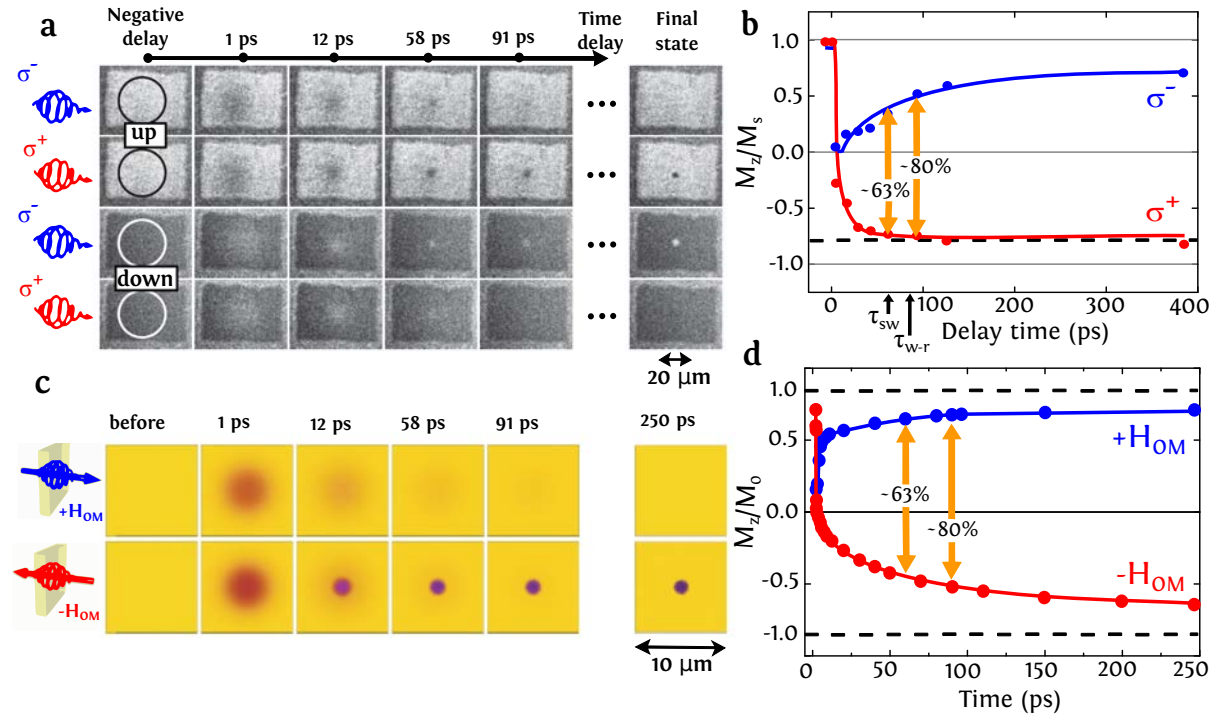 a
Negative
delay
1 ps
12 ps
58 ps
91 ps
Time
delay
Final
state
σ-
up
σ+
σ-
down
σ+
20 μm
b
1.0
0.5
0.0
-0.5
-1.0
Mz/Ms
σ-
~80%
~63%
σ+
0
100
200
300
400
τsw
τw-r
Delay time (ps)
c
before
1 ps
12 ps
58 ps
91 ps
250 ps
+HOM
-HOM
10 μm
d
1.0
0.5
0.0
-0.5
-1.0
Mz/Mo
+HOM
~63%
~80%
-HOM
0
50
100
150
200
250
Time (ps)